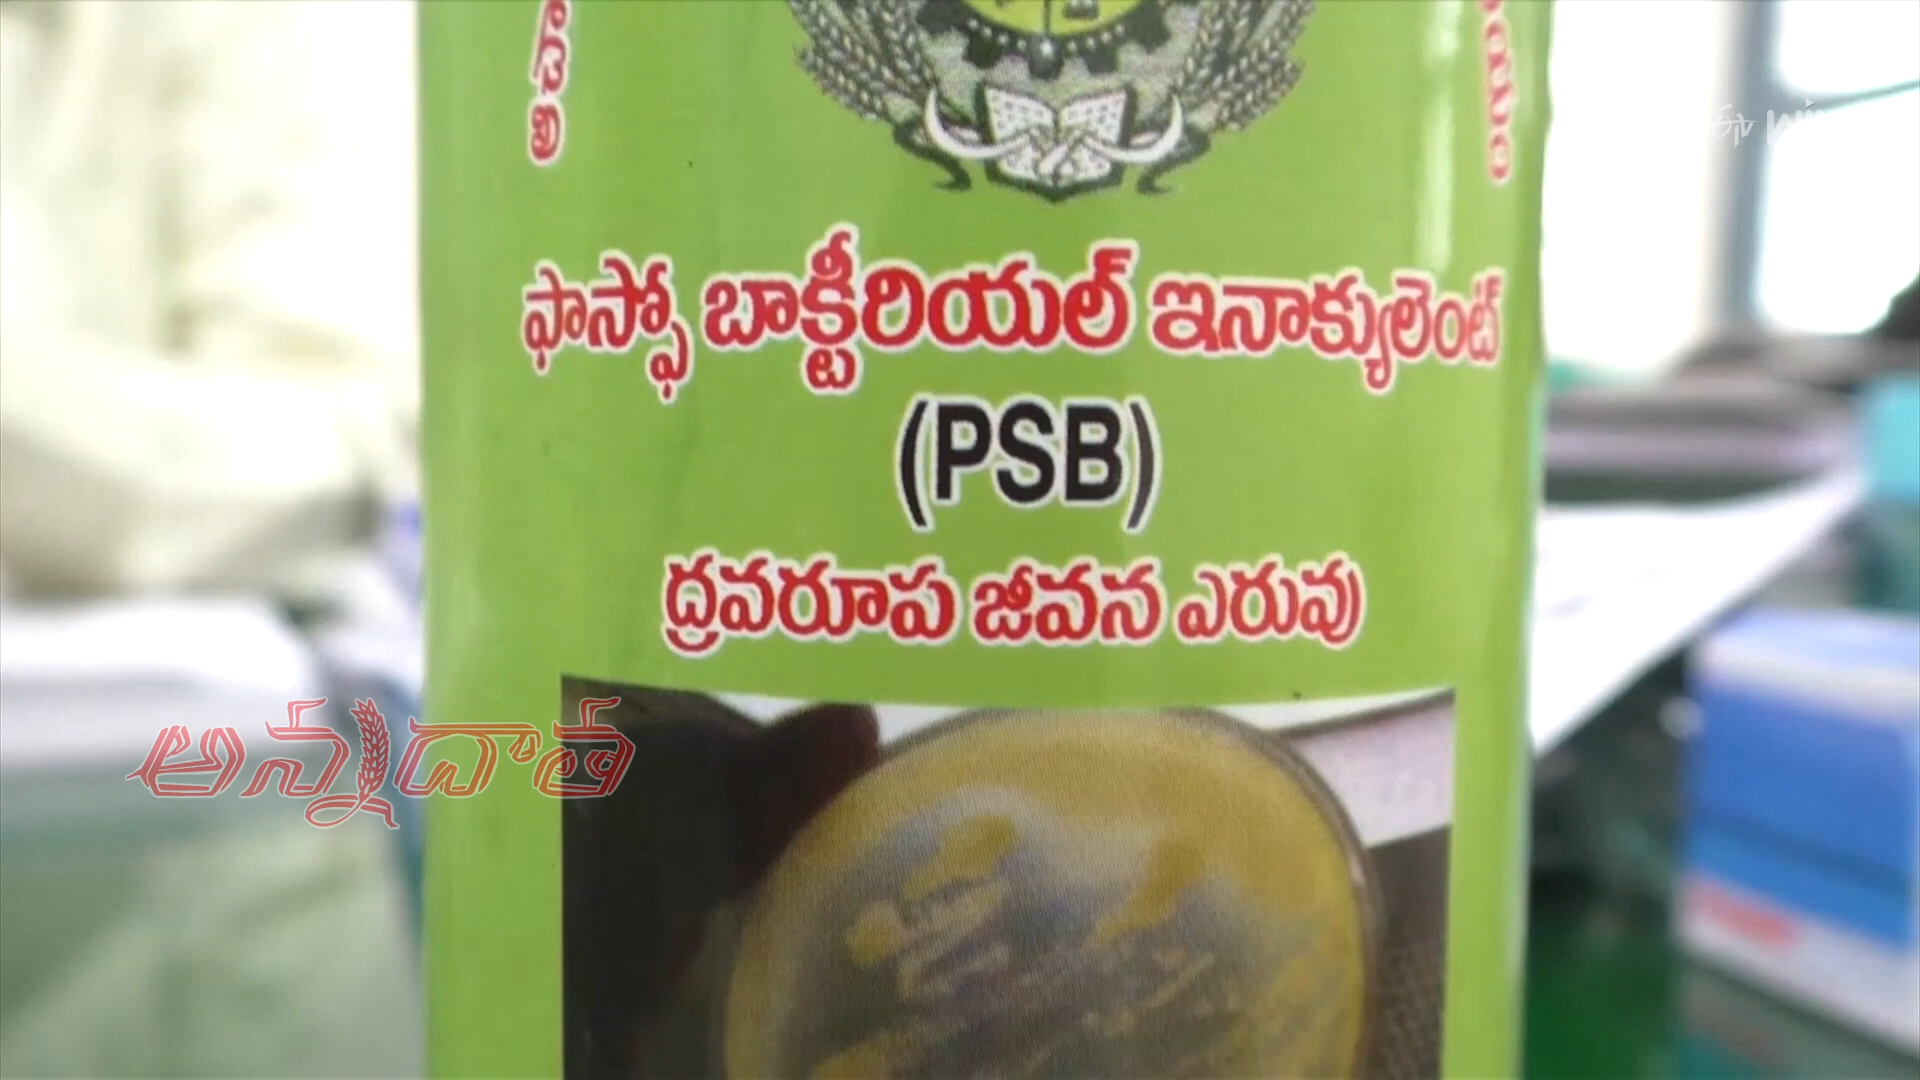 ఫాస్ఫో బాక్టీరియల్ ఇనాక్యులెంట్
(PSB)
ద్రవరూప జీవన ఎరువు
అన్నదాత